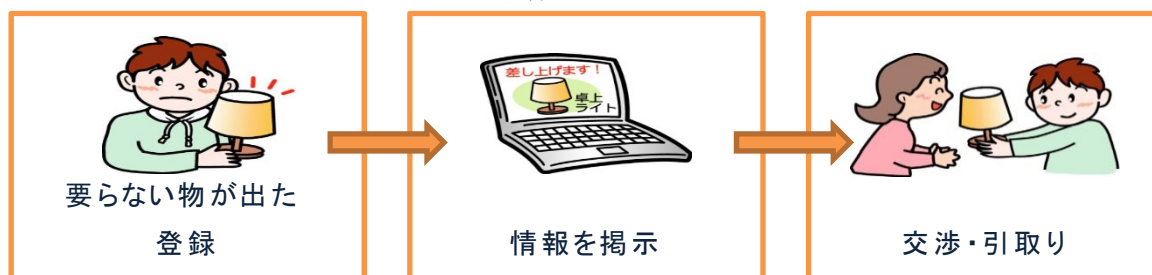 要らない物が出た
登録
差し上げます!
卓上
ライト
情報を掲示
交渉・引取り